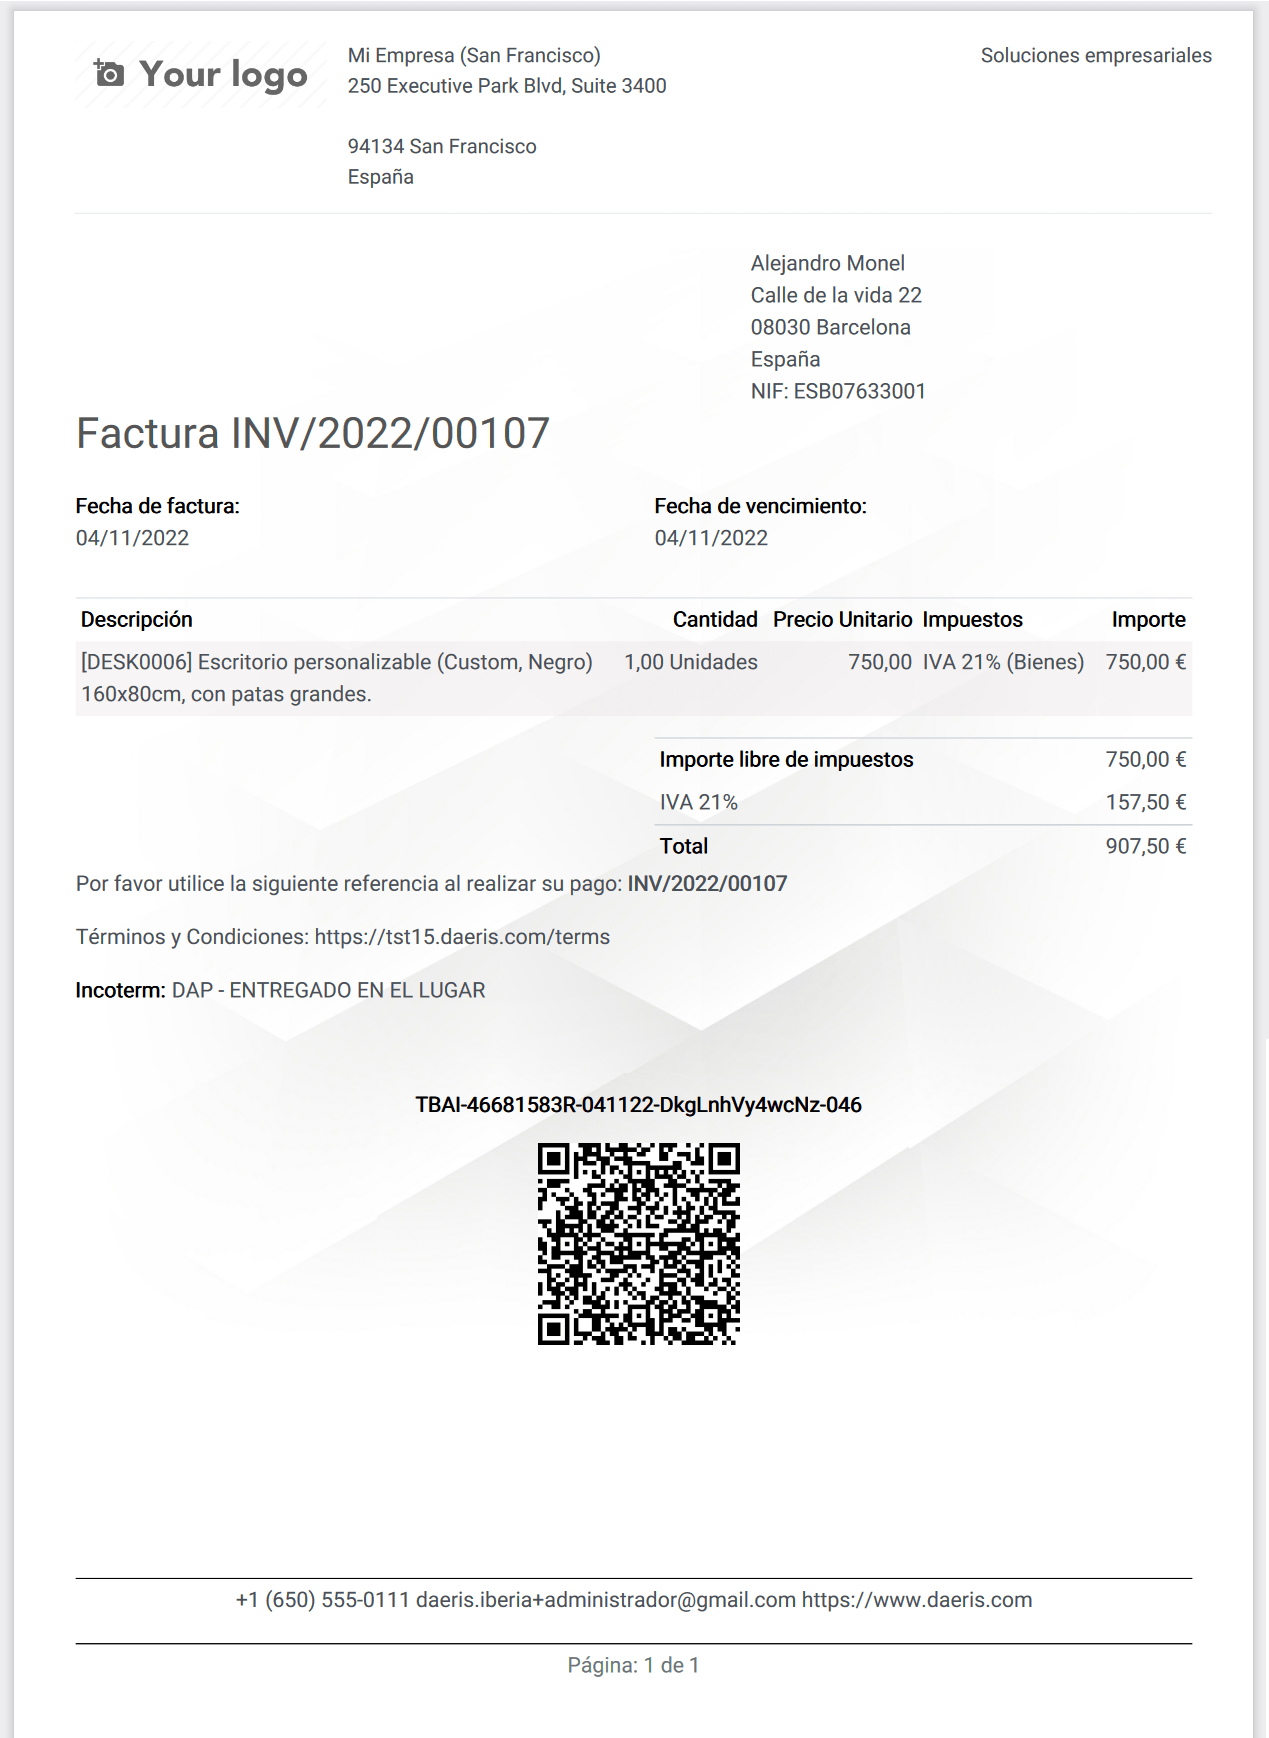 Your logo
Mi Empresa (San Francisco)
250 Executive Park Blvd, Suite 3400
94134 San Francisco
España
Soluciones empresariales
Alejandro Monel
Calle de la vida 22
08030 Barcelona
España
NIF: ESB07633001
Factura INV/2022/00107
Fecha de factura:
04/11/2022
Fecha de vencimiento:
04/11/2022
Descripción Cantidad Precio Unitario Impuestos Importe
[DESK0006] Escritorio personalizable (Custom, Negro) 1,00 Unidades 750,00 IVA 21% (Bienes) 750,00 €
160x80cm, con patas grandes.
Importe libre de impuestos 750,00 €
IVA 21% 157,50 €
Total 907,50 €
Por favor utilice la siguiente referencia al realizar su pago: INV/2022/00107
Términos y Condiciones: https://tst15.daeris.com/terms
Incoterm: DAP - ENTREGADO EN EL LUGAR
TBAI-46681583R-041122-DkgLnhVy4wcNz-046
+1 (650) 555-0111 daeris.iberia+administrador@gmail.com https://www.daeris.com
Página: 1 de 1